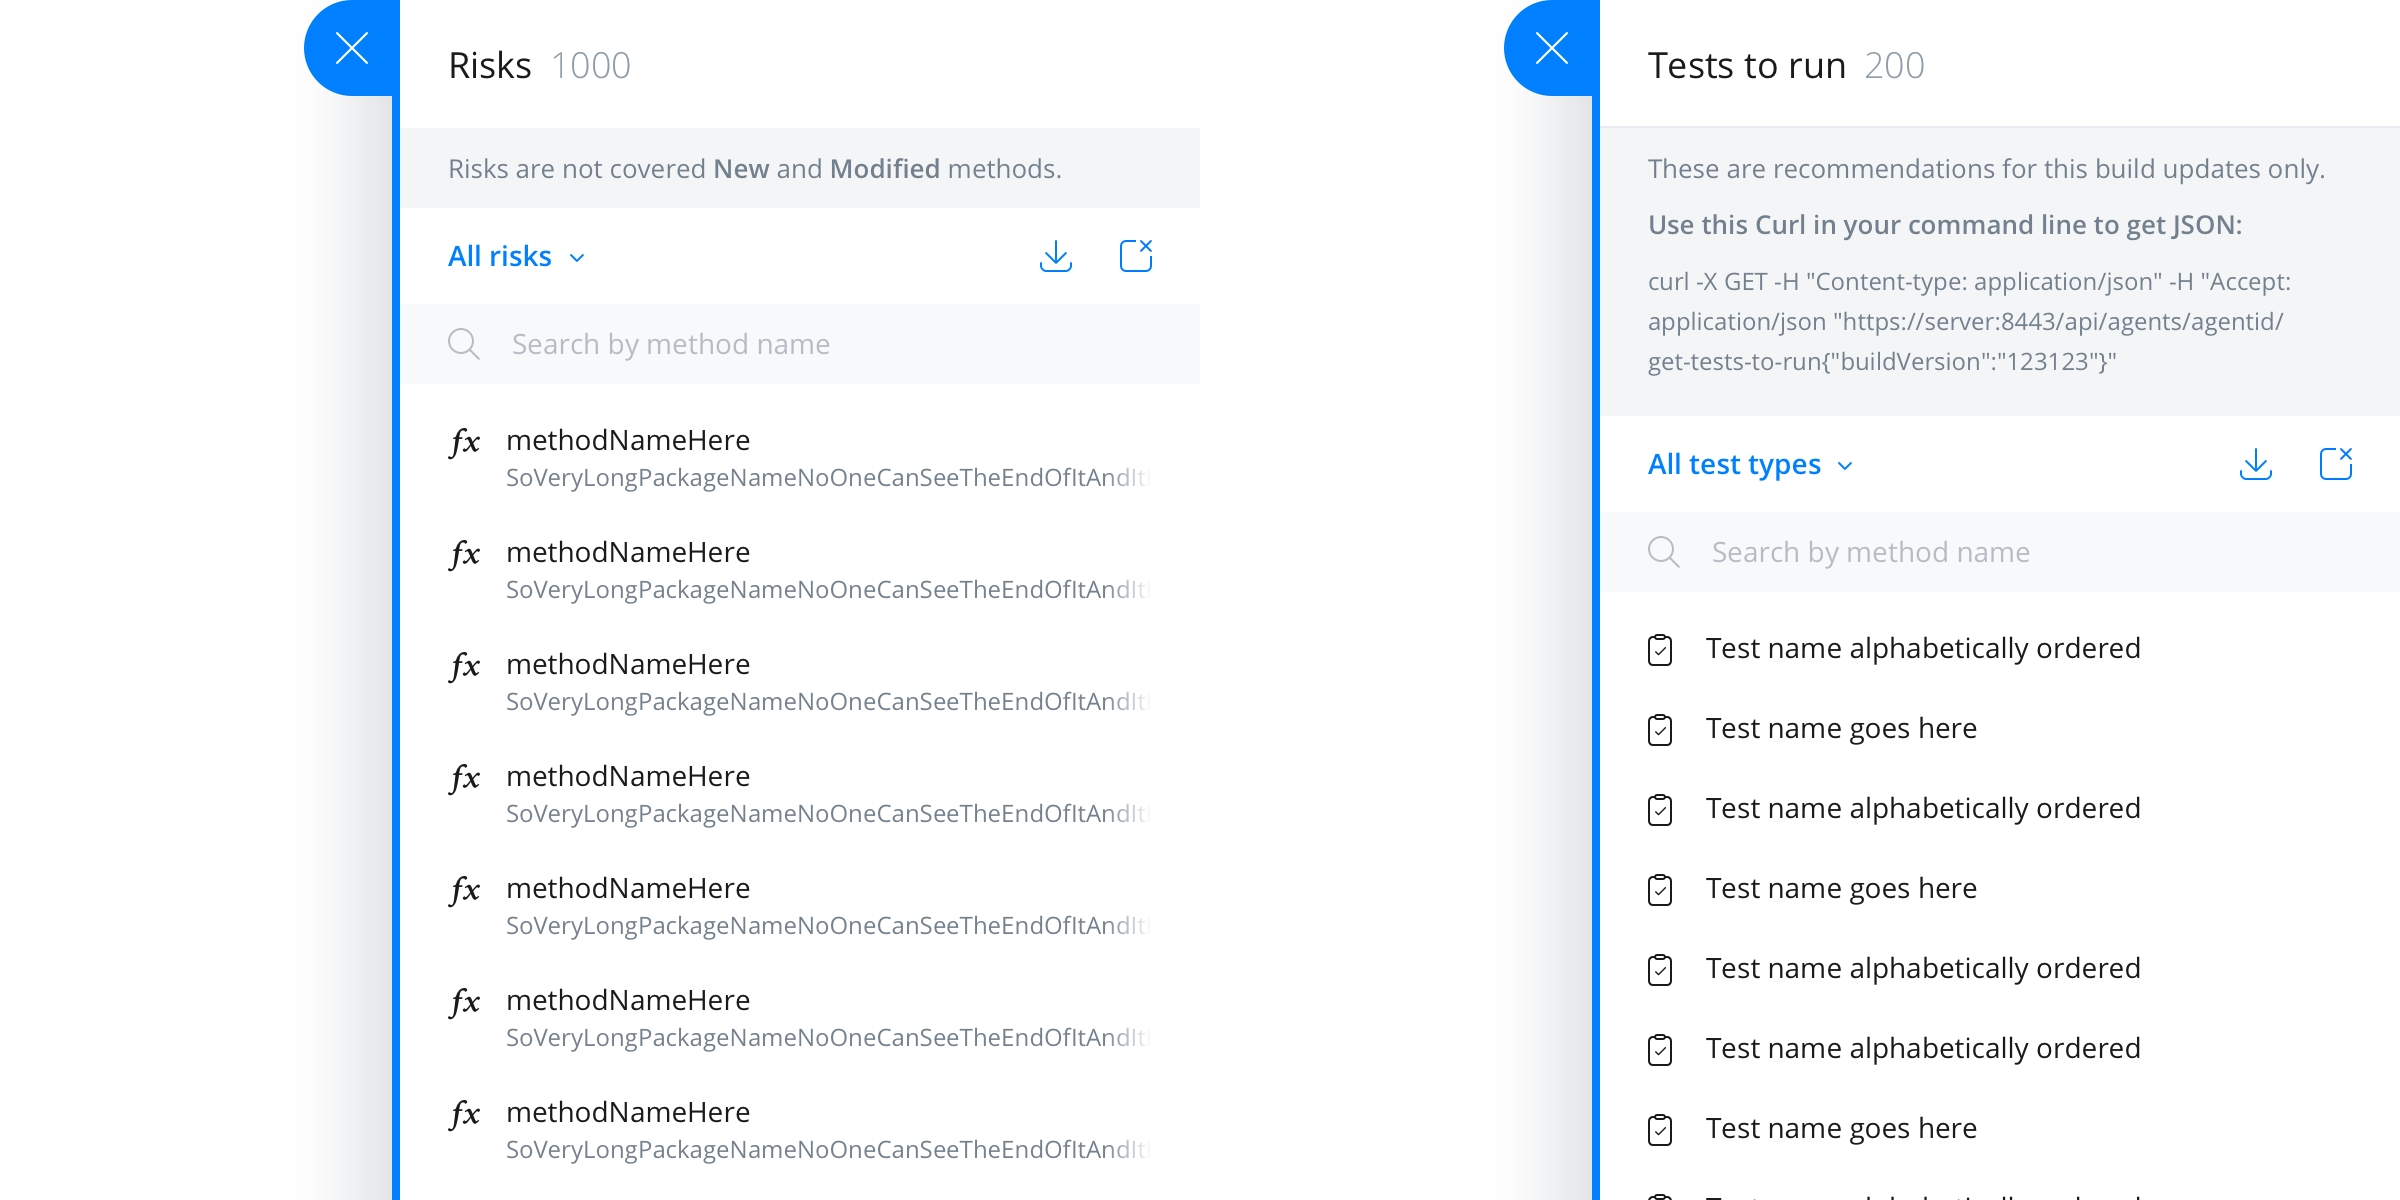 Risks 1000
Risks are not covered New and Modified methods.
All risks
Search by method name
fx methodNameHere
SoVeryLongPackageNameNoOneCanSeeTheEndOfItAndIt
fx methodNameHere
SoVeryLongPackageNameNoOneCanSeeTheEndOfItAndIt
fx methodNameHere
SoVeryLongPackageNameNoOneCanSeeTheEndOfItAndIt
fx methodNameHere
SoVeryLongPackageNameNoOneCanSeeTheEndOfItAndIt
fx methodNameHere
SoVeryLongPackageNameNoOneCanSeeTheEndOfItAndIt
fx methodNameHere
SoVeryLongPackageNameNoOneCanSeeTheEndOfItAndIt
fx methodNameHere
SoVeryLongPackageNameNoOneCanSeeTheEndOfItAndIt
Tests to run 200
These are recommendations for this build updates only.
Use this Curl in your command line to get JSON:
curl -X GET -H "Content-type: application/json" -H "Accept:
application/json "https://server:8443/api/agents/agentid/
get-tests-to-run{"buildVersion":"123123"}"
All test types
Search by method name
Test name alphabetically ordered
Test name goes here
Test name alphabetically ordered
Test name goes here
Test name alphabetically ordered
Test name alphabetically ordered
Test name goes here